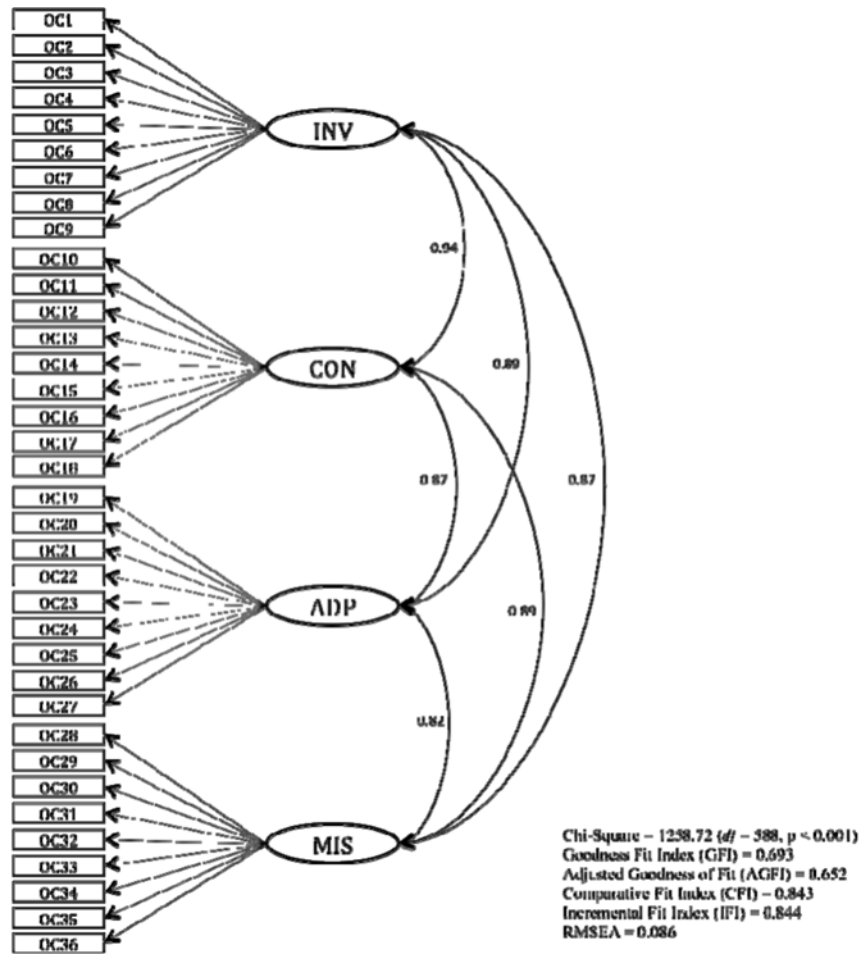 OC1
OC2
OC3
OC4
OC5
OC6
OC7
OC8
OC9
INV
0.94
OC10
OC11
OC12
OC13
OC14
OC15
OC16
OC17
OC18
CON
0.89
0.87
0.87
OC19
OC20
OC21
OC22
OC23
OC24
OC25
OC26
OC27
ADP
0.89
0.82
OC28
OC29
OC30
OC31
OC32
OC33
OC34
OC35
OC36
MIS
Chi-Square = (df = 588, p < 0.001)
Goodness Fit Index (GFI) = 0.693
Adjusted Goodness of Fit (AGFI) = 0.652
Comparative Fit Index (CFI) = 0.843
Incremental Fit Index (IFI) = 0.844
RMSEA = 0.086